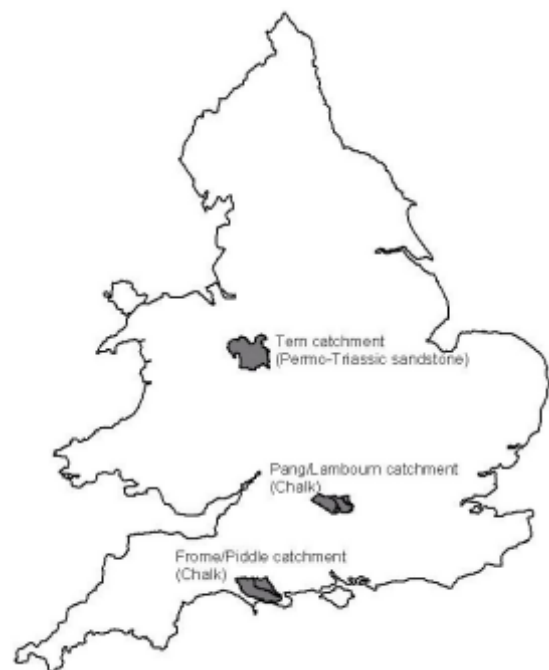 Tern catchment
(Permo-Triassic sandstone)
Pang/Lambourn catchment
(Chalk)
Frome/Piddle catchment
(Chalk)